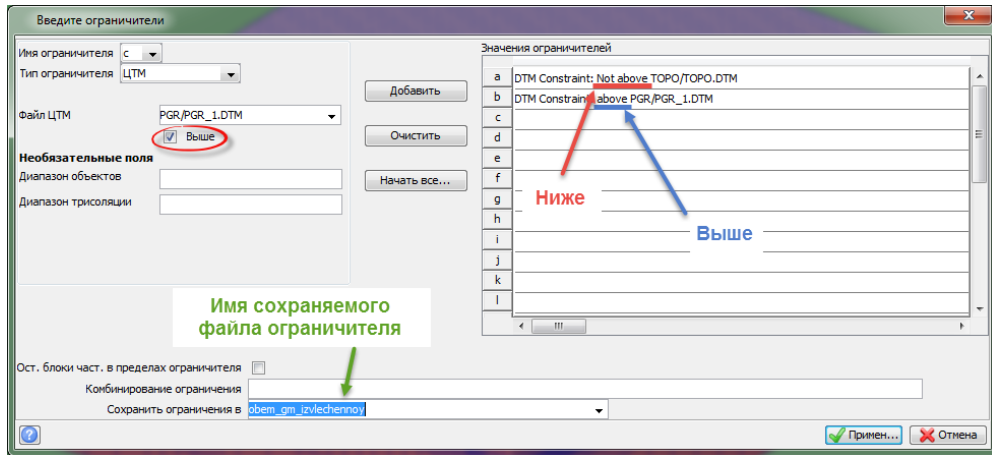 Введите ограничители
Имя ограничителя c
Тип ограничителя ЦТМ
Файл ЦТМ PGR/PGR_1.DTM
Выше
Необязательные поля
Диапазон объектов
Диапазон трисоляции
Добавить
Очистить
Начать все...
Значения ограничителей
a DTM Constraint: Not above TOPO/TOPO.DTM
b DTM Constraint: above PGR/PGR_1.DTM
c
d
e
f
g
h
i
j
k
l
Ниже
Выше
Имя сохраняемого
файла ограничителя
Ост. блоки част. в пределах ограничителя
Комбинирование ограничения
Сохранить ограничения в obem_gm_izvlechennoy
Примен...
Отмена